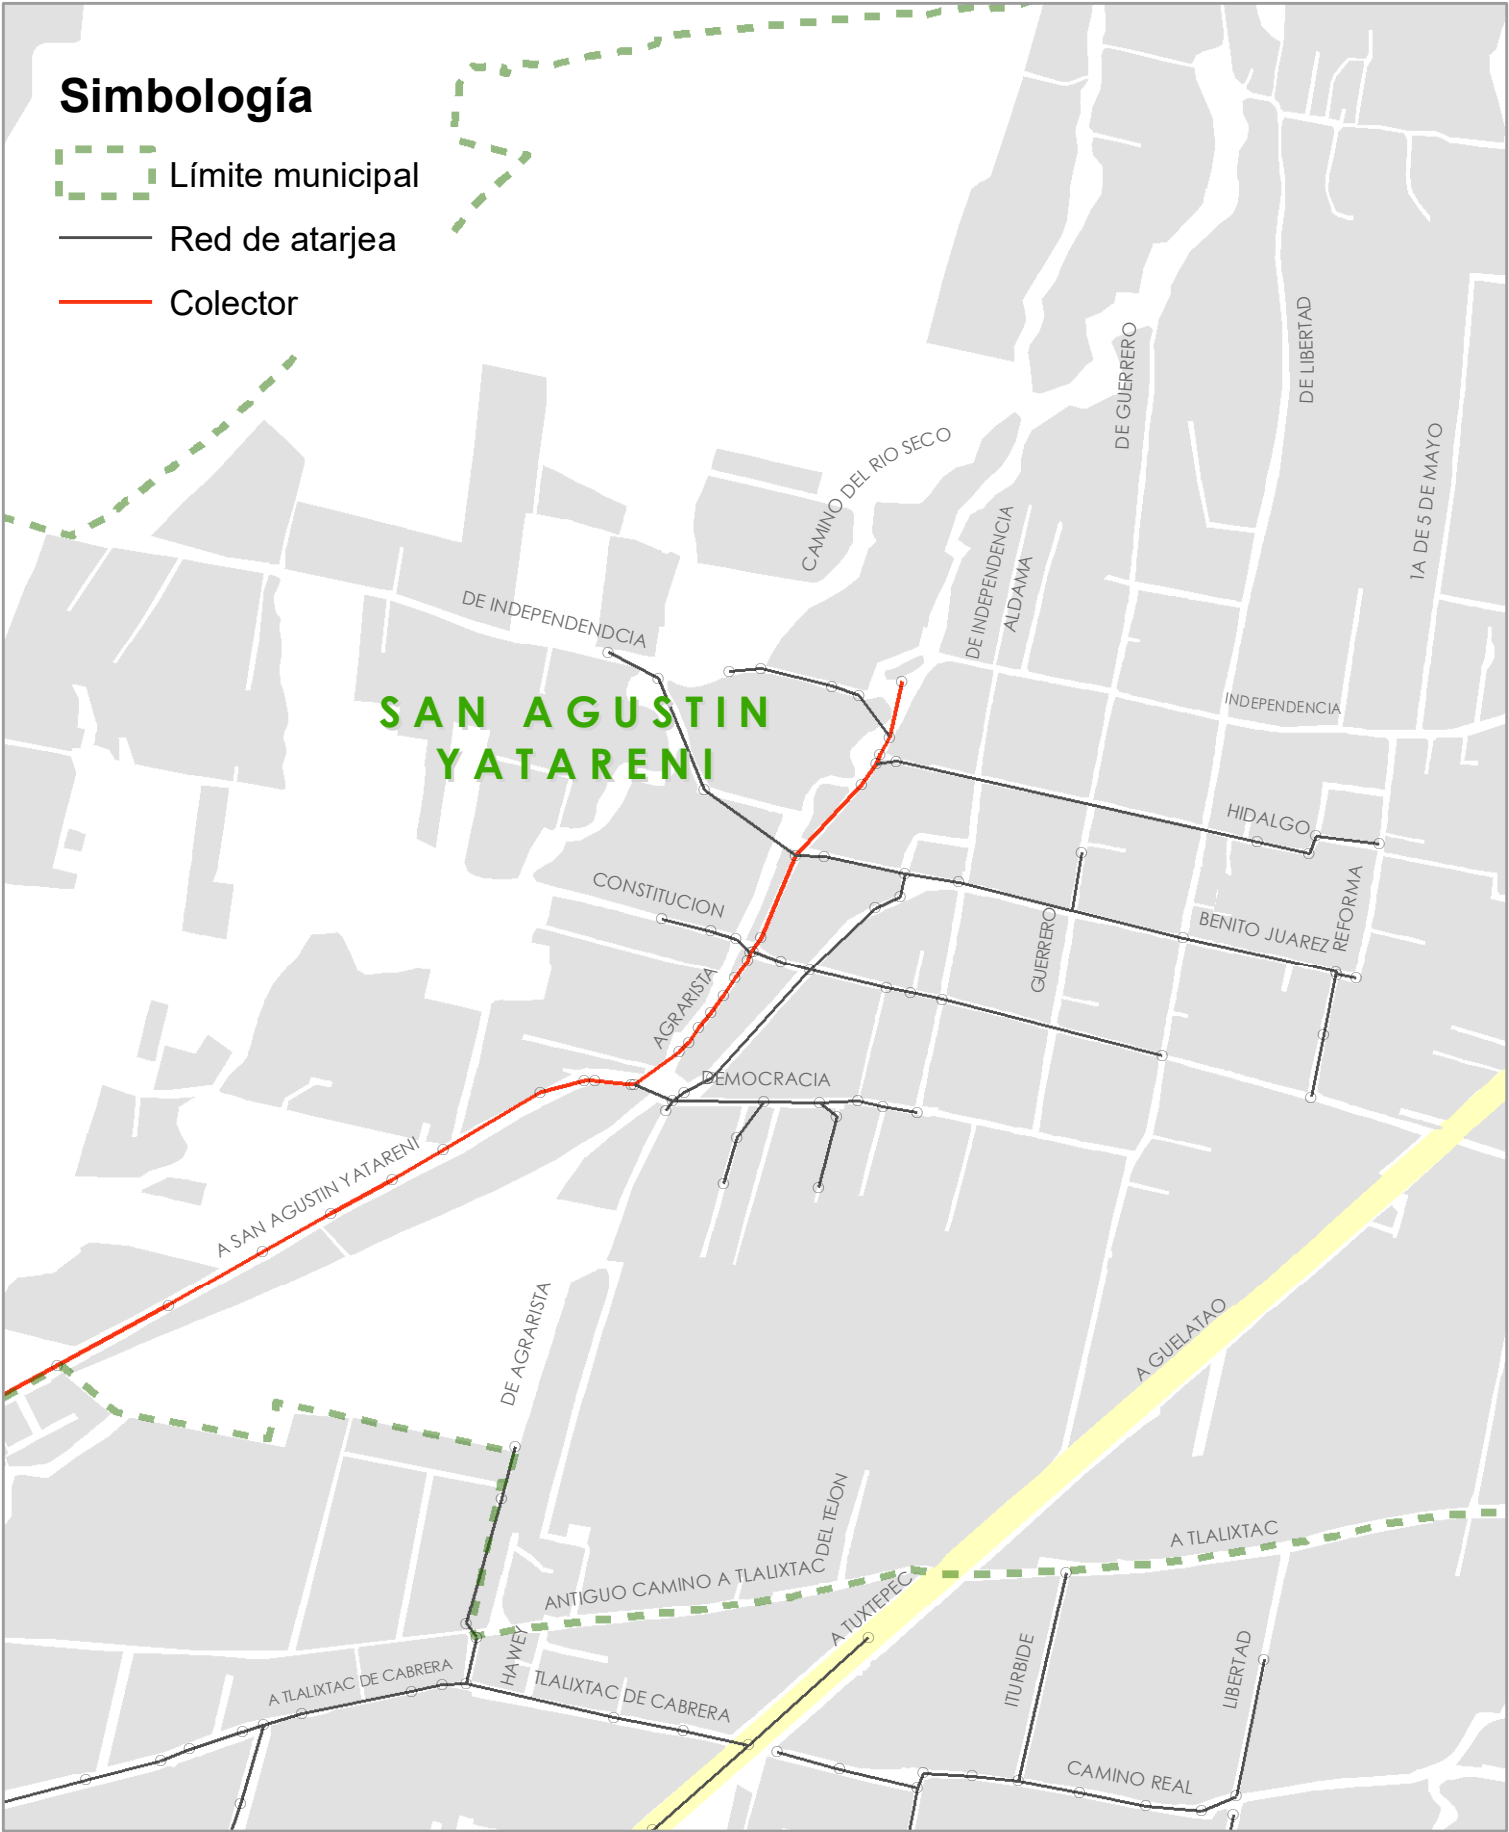 Simbología
Límite municipal
Red de atarjea
Colector
DE GUERRERO
DE LIBERTAD
1A DE 5 DE MAYO
CAMINO DEL RIO SECO
DE INDEPENDENCIA
ALDAMA
DE INDEPENDENDCIA
SAN AGUSTIN
YATARENI
INDEPENDENCIA
HIDALGO
REFORMA
CONSTITUCION
BENITO JUAREZ
GUERRERO
AGRARISTA
DEMOCRACIA
A SAN AGUSTIN YATARENI
DE AGRARISTA
A GUELATAO
DEL TEJON
A TLALIXTAC
ANTIGUO CAMINO A TLALIXTAC
A TUXTEPEC
HAWEY
ITURBIDE
LIBERTAD
A TLALIXTAC DE CABRERA
TLALIXTAC DE CABRERA
CAMINO REAL